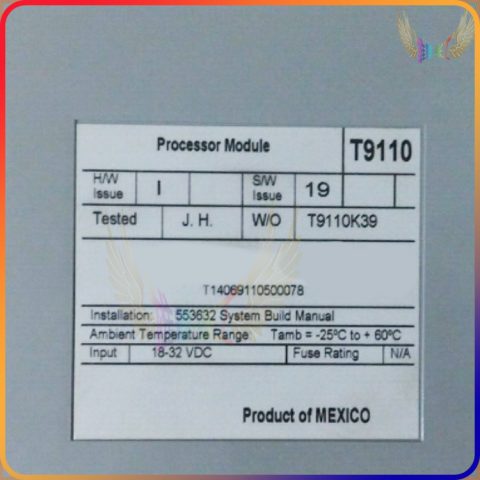 Processor Module T9110
H/W Issue I S/W Issue 19
Tested J. H. W/O T9110K39
T14069110500078
Installation: 553632 System Build Manual
Ambient Temperature Range: Tamb = -25ºC to + 60ºC
Input 18-32 VDC Fuse Rating N/A
Product of MEXICO